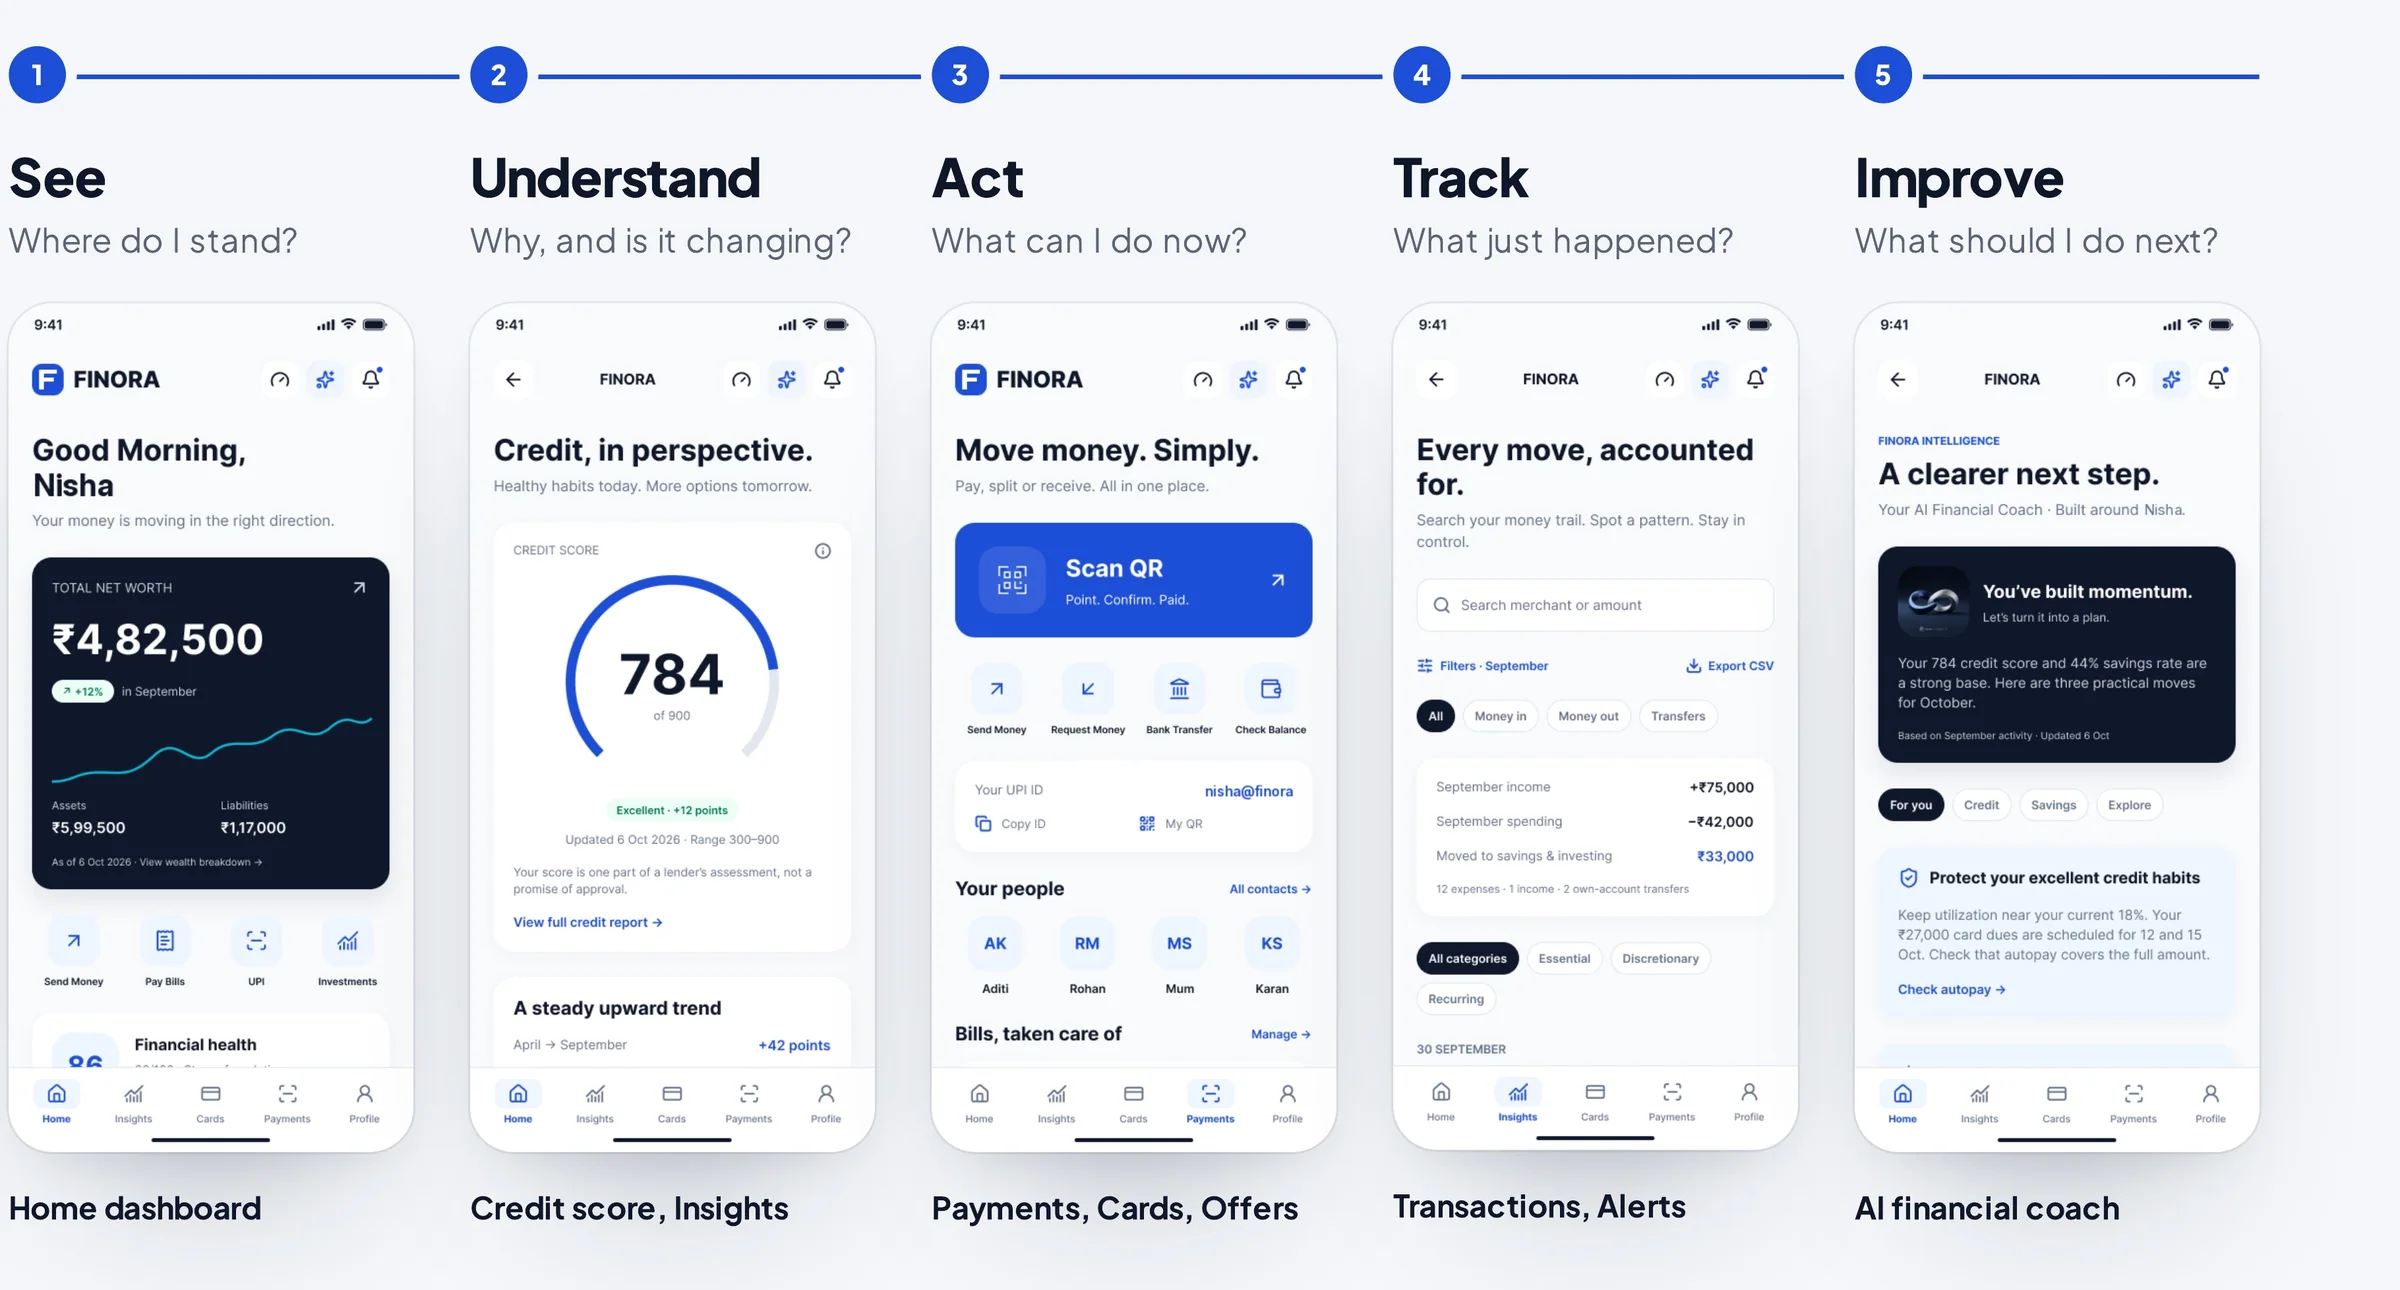 1
2
3
4
5
See
Where do I stand?
Understand
Why, and is it changing?
Act
What can I do now?
Track
What just happened?
Improve
What should I do next?
9:41
F FINORA
Good Morning,
Nisha
Your money is moving in the right direction.
TOTAL NET WORTH
₹4,82,500
+12% in September
Assets Liabilities
₹5,99,500 ₹1,17,000
As of 6 Oct 2026 · View wealth breakdown →
Send Money Pay Bills UPI Investments
Financial health
86
Home Insights Cards Payments Profile
Home dashboard
9:41
FINORA
Credit, in perspective.
Healthy habits today. More options tomorrow.
CREDIT SCORE
784
of 900
Excellent · +12 points
Updated 6 Oct 2026 · Range 300–900
Your score is one part of a lender's assessment, not a
promise of approval.
View full credit report →
A steady upward trend
April → September +42 points
Home Insights Cards Payments Profile
Credit score, Insights
9:41
F FINORA
Move money. Simply.
Pay, split or receive. All in one place.
Scan QR
Point. Confirm. Paid.
Send Money Request Money Bank Transfer Check Balance
Your UPI ID nisha@finora
Copy ID My QR
Your people All contacts →
AK RM MS KS
Aditi Rohan Mum Karan
Bills, taken care of Manage →
Home Insights Cards Payments Profile
Payments, Cards, Offers
9:41
FINORA
Every move, accounted
for.
Search your money trail. Spot a pattern. Stay in
control.
Search merchant or amount
Filters · September Export CSV
All Money in Money out Transfers
September income +₹75,000
September spending −₹42,000
Moved to savings & investing ₹33,000
12 expenses · 1 income · 2 own-account transfers
All categories Essential Discretionary
Recurring
30 SEPTEMBER
Home Insights Cards Payments Profile
Transactions, Alerts
9:41
FINORA
FINORA INTELLIGENCE
A clearer next step.
Your AI Financial Coach · Built around Nisha.
You've built momentum.
Let's turn it into a plan.
Your 784 credit score and 44% savings rate are
a strong base. Here are three practical moves
for October.
Based on September activity · Updated 6 Oct
For you Credit Savings Explore
Protect your excellent credit habits
Keep utilization near your current 18%. Your
₹27,000 card dues are scheduled for 12 and 15
Oct. Check that autopay covers the full amount.
Check autopay →
Home Insights Cards Payments Profile
AI financial coach